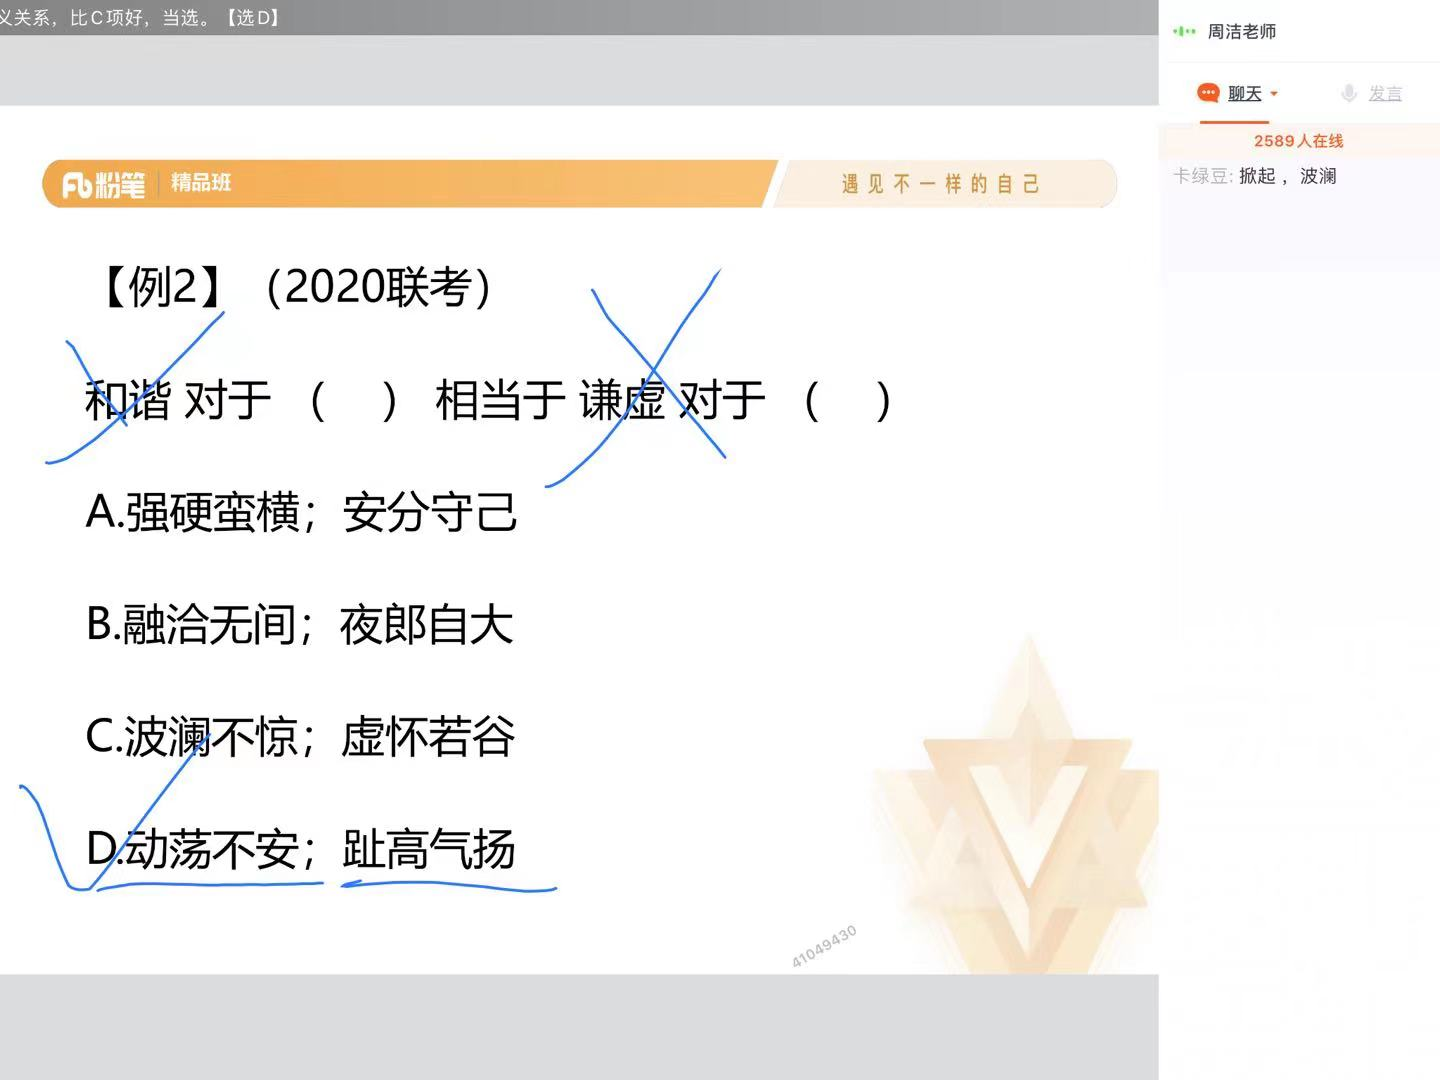 义关系，比C项好，当选。【选D】
周洁老师
聊天
发言
2589人在线
卡绿豆: 掀起 ，波澜
粉笔 精品班
遇见不一样的自己
【例2】（2020联考）
和谐 对于 （ ） 相当于 谦虚 对于 （ ）
A.强硬蛮横；安分守己
B.融洽无间；夜郎自大
C.波澜不惊；虚怀若谷
D.动荡不安；趾高气扬
41049430